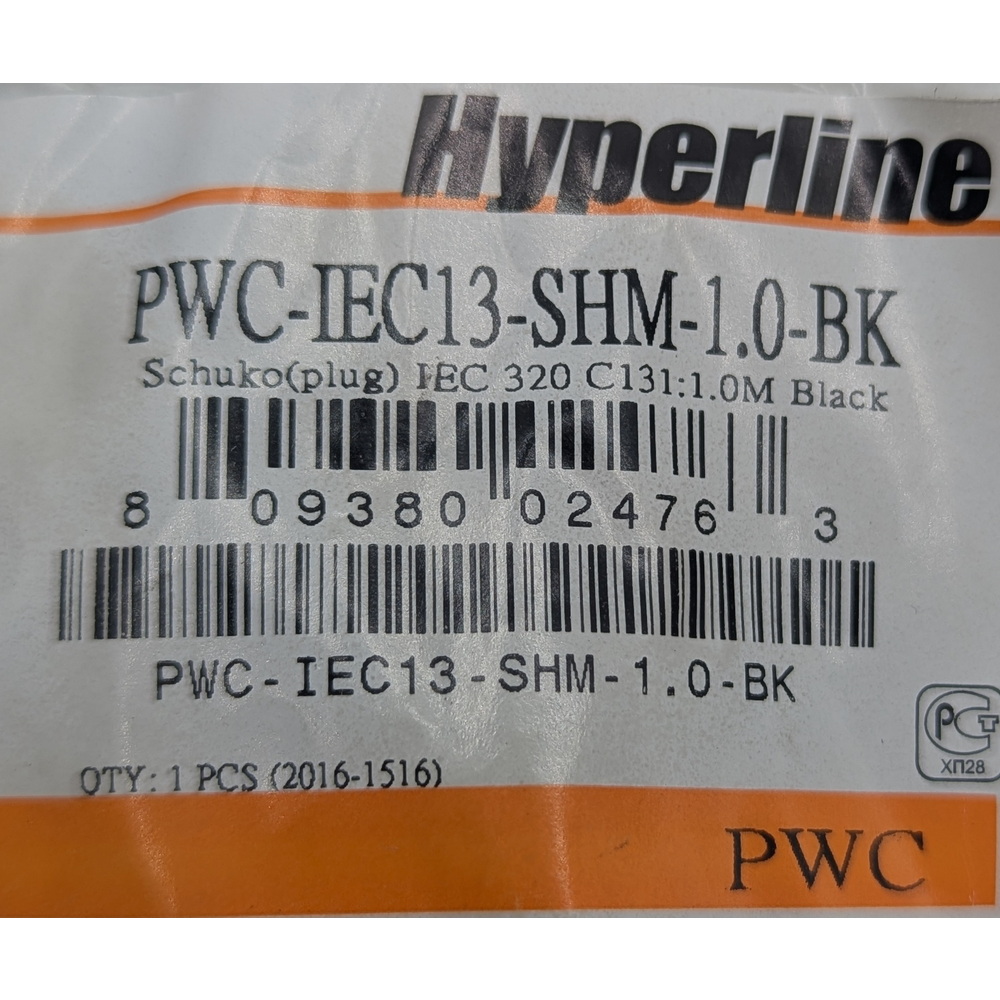 Hyperline
PWC-IEC13-SHM-1.0-BK
Schuko(plug) IEC 320 C131:1.0M Black
8 09380 02476 3
PWC-IEC13-SHM-1.0-BK
РСТ
ХП28
QTY: 1 PCS (2016-1516)
PWC